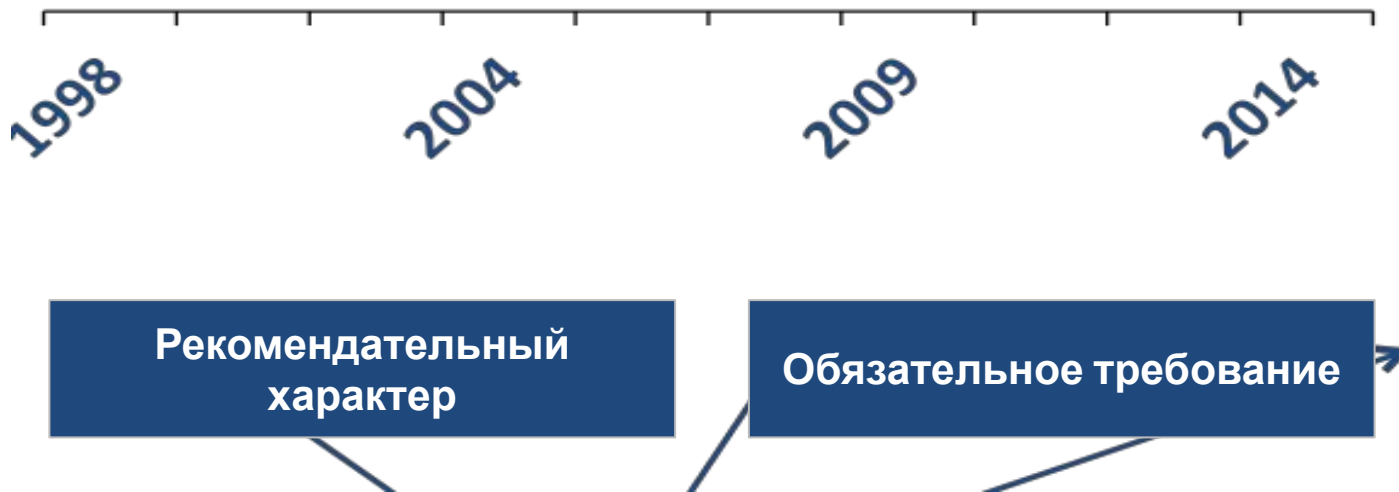 1998
2004
2009
2014
Рекомендательный
характер
Обязательное требование